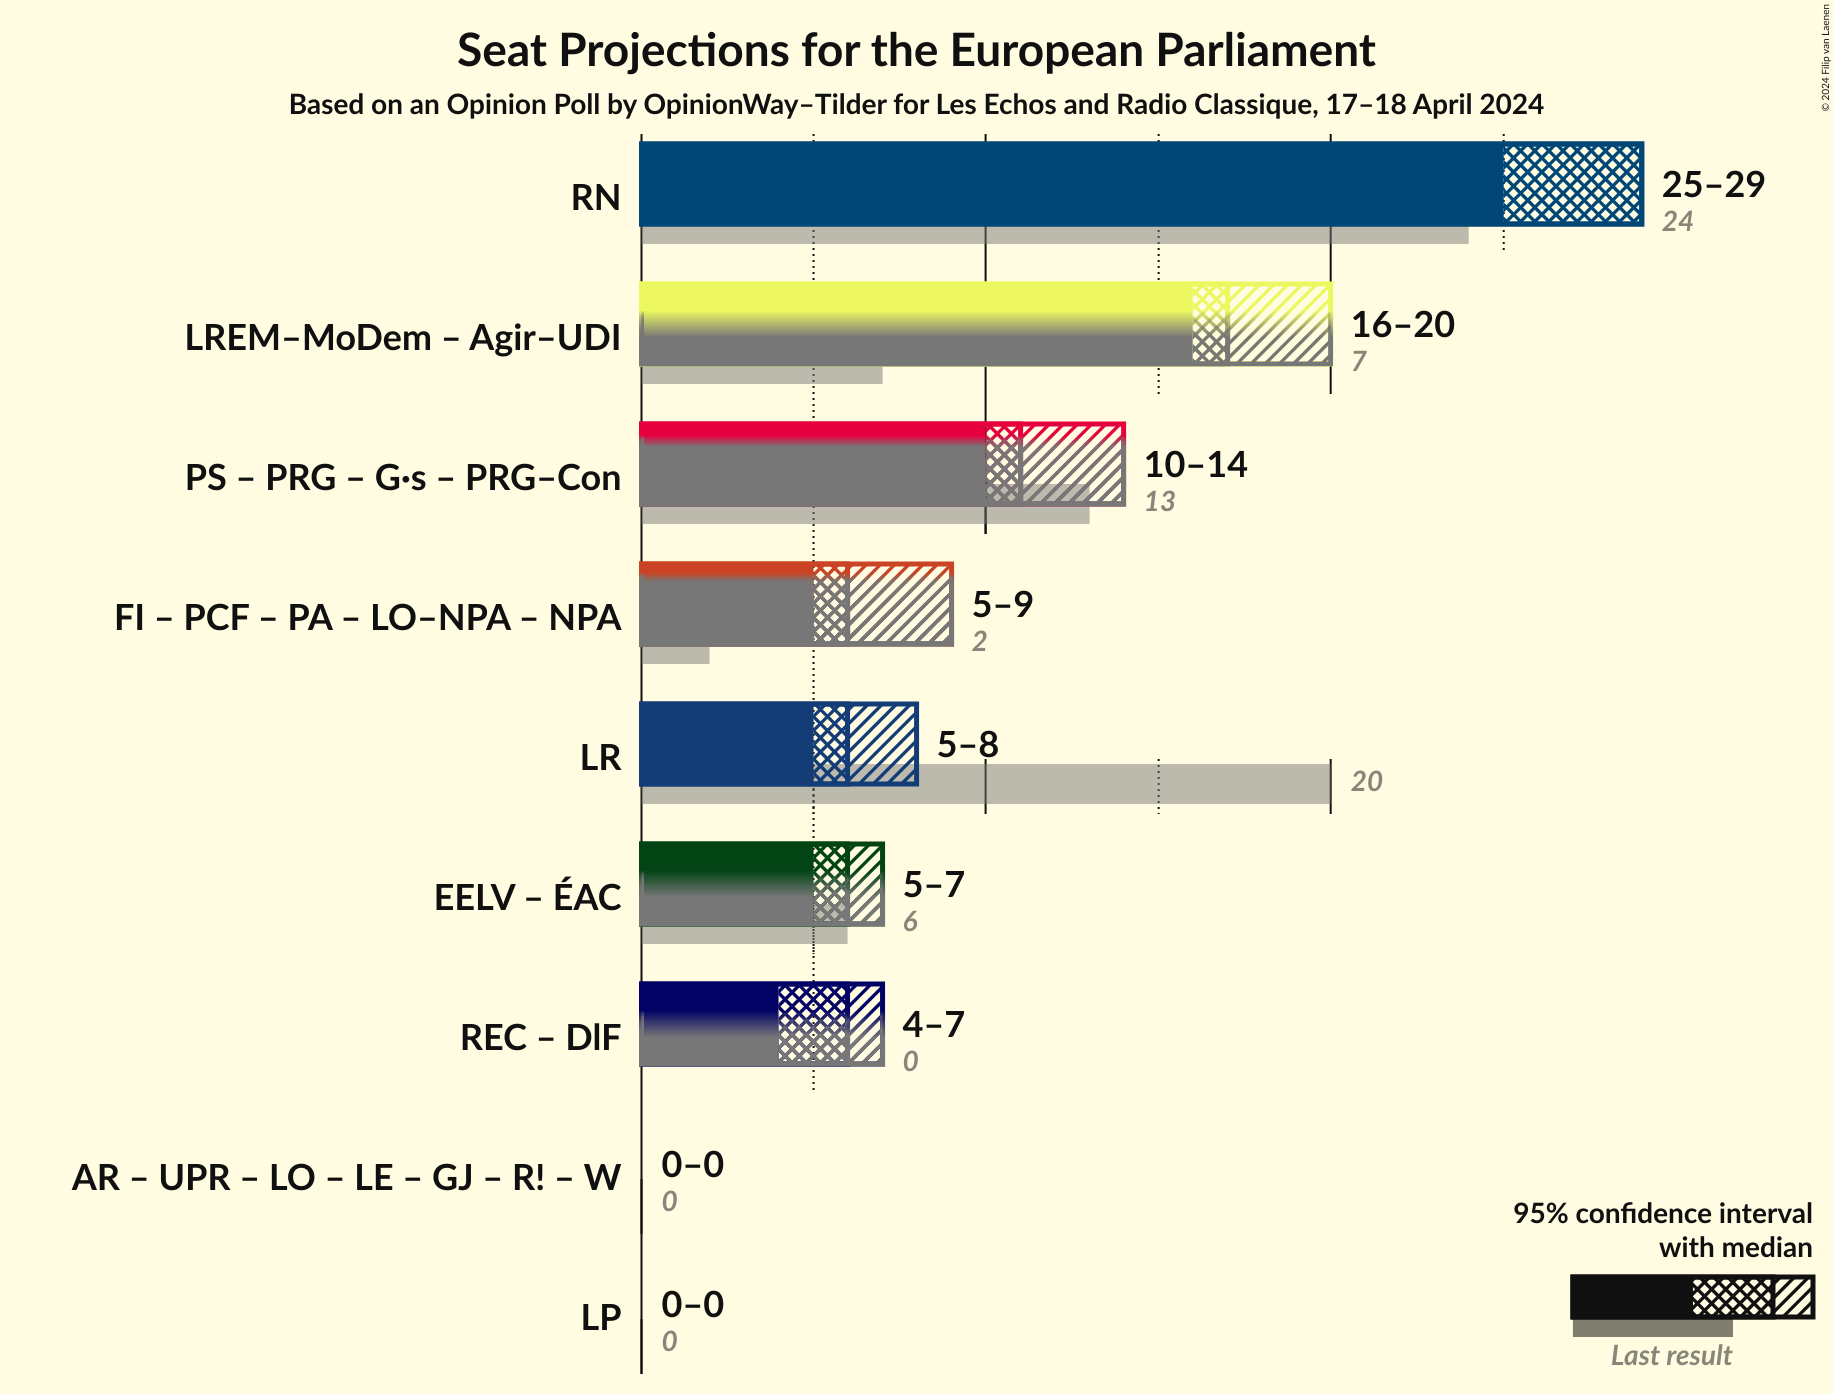 Seat Projections for the European Parliament
Based on an Opinion Poll by OpinionWay–Tilder for Les Echos and Radio Classique, 17–18 April 2024
© 2024 Filip van Laenen
RN
25–29
24
LREM–MoDem – Agir–UDI
16–20
7
PS – PRG – G·s – PRG–Con
10–14
13
FI – PCF – PA – LO–NPA – NPA
5–9
2
LR
5–8
20
EELV – ÉAC
5–7
6
REC – DlF
4–7
0
AR – UPR – LO – LE – GJ – R! – W
0–0
0
LP
0–0
0
95% confidence interval
with median
Last result